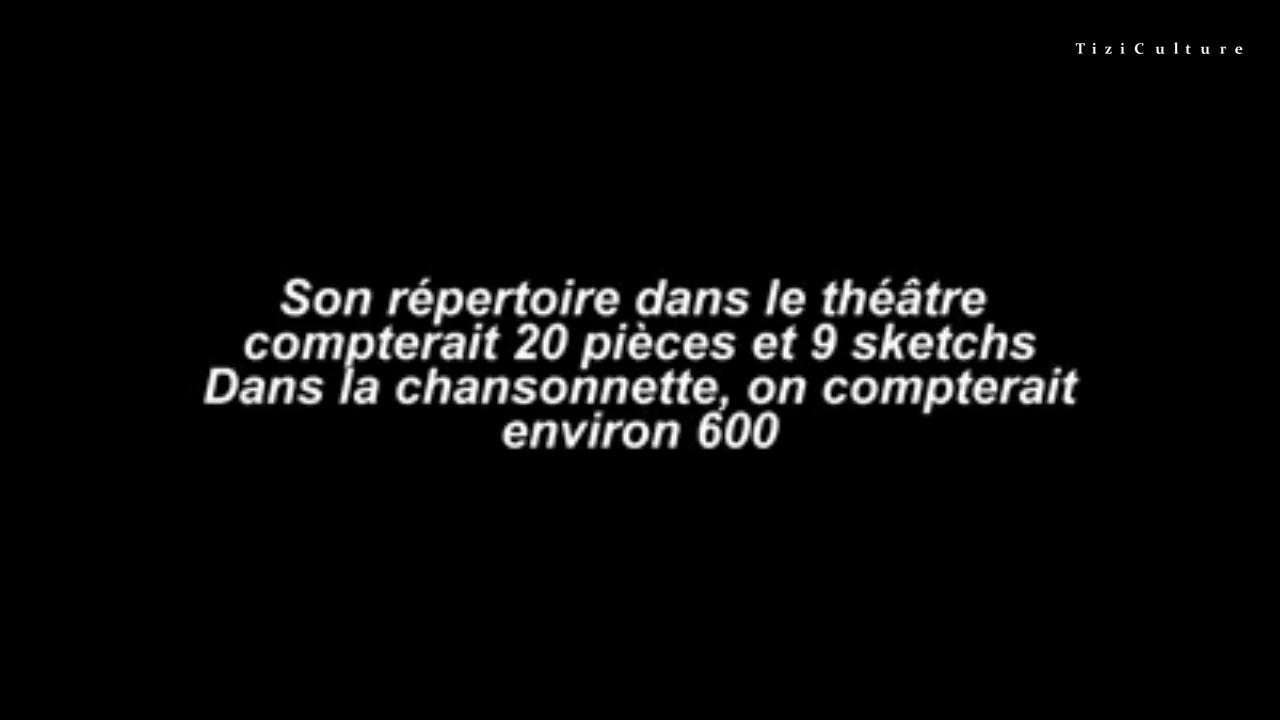 TiziCulture
Son répertoire dans le théâtre
compterait 20 pièces et 9 sketchs
Dans la chansonnette, on compterait
environ 600